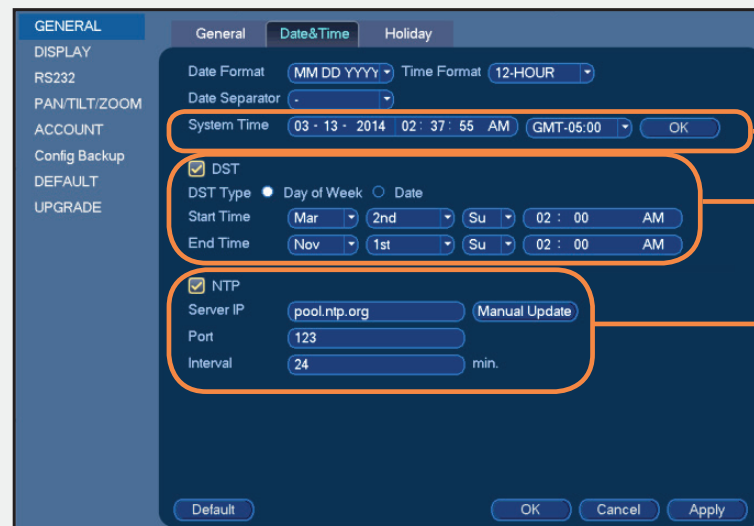 GENERAL
DISPLAY
RS232
PAN/TILT/ZOOM
ACCOUNT
Config Backup
DEFAULT
UPGRADE
General Date&Time Holiday
Date Format MM DD YYYY Time Format 12-HOUR
Date Separator -
System Time 03 - 13 - 2014 02 : 37 : 55 AM GMT-05:00 OK
DST
DST Type Day of Week Date
Start Time Mar 2nd Su 02 : 00 AM
End Time Nov 1st Su 02 : 00 AM
NTP
Server IP pool.ntp.org Manual Update
Port 123
Interval 24 min.
Default OK Cancel Apply